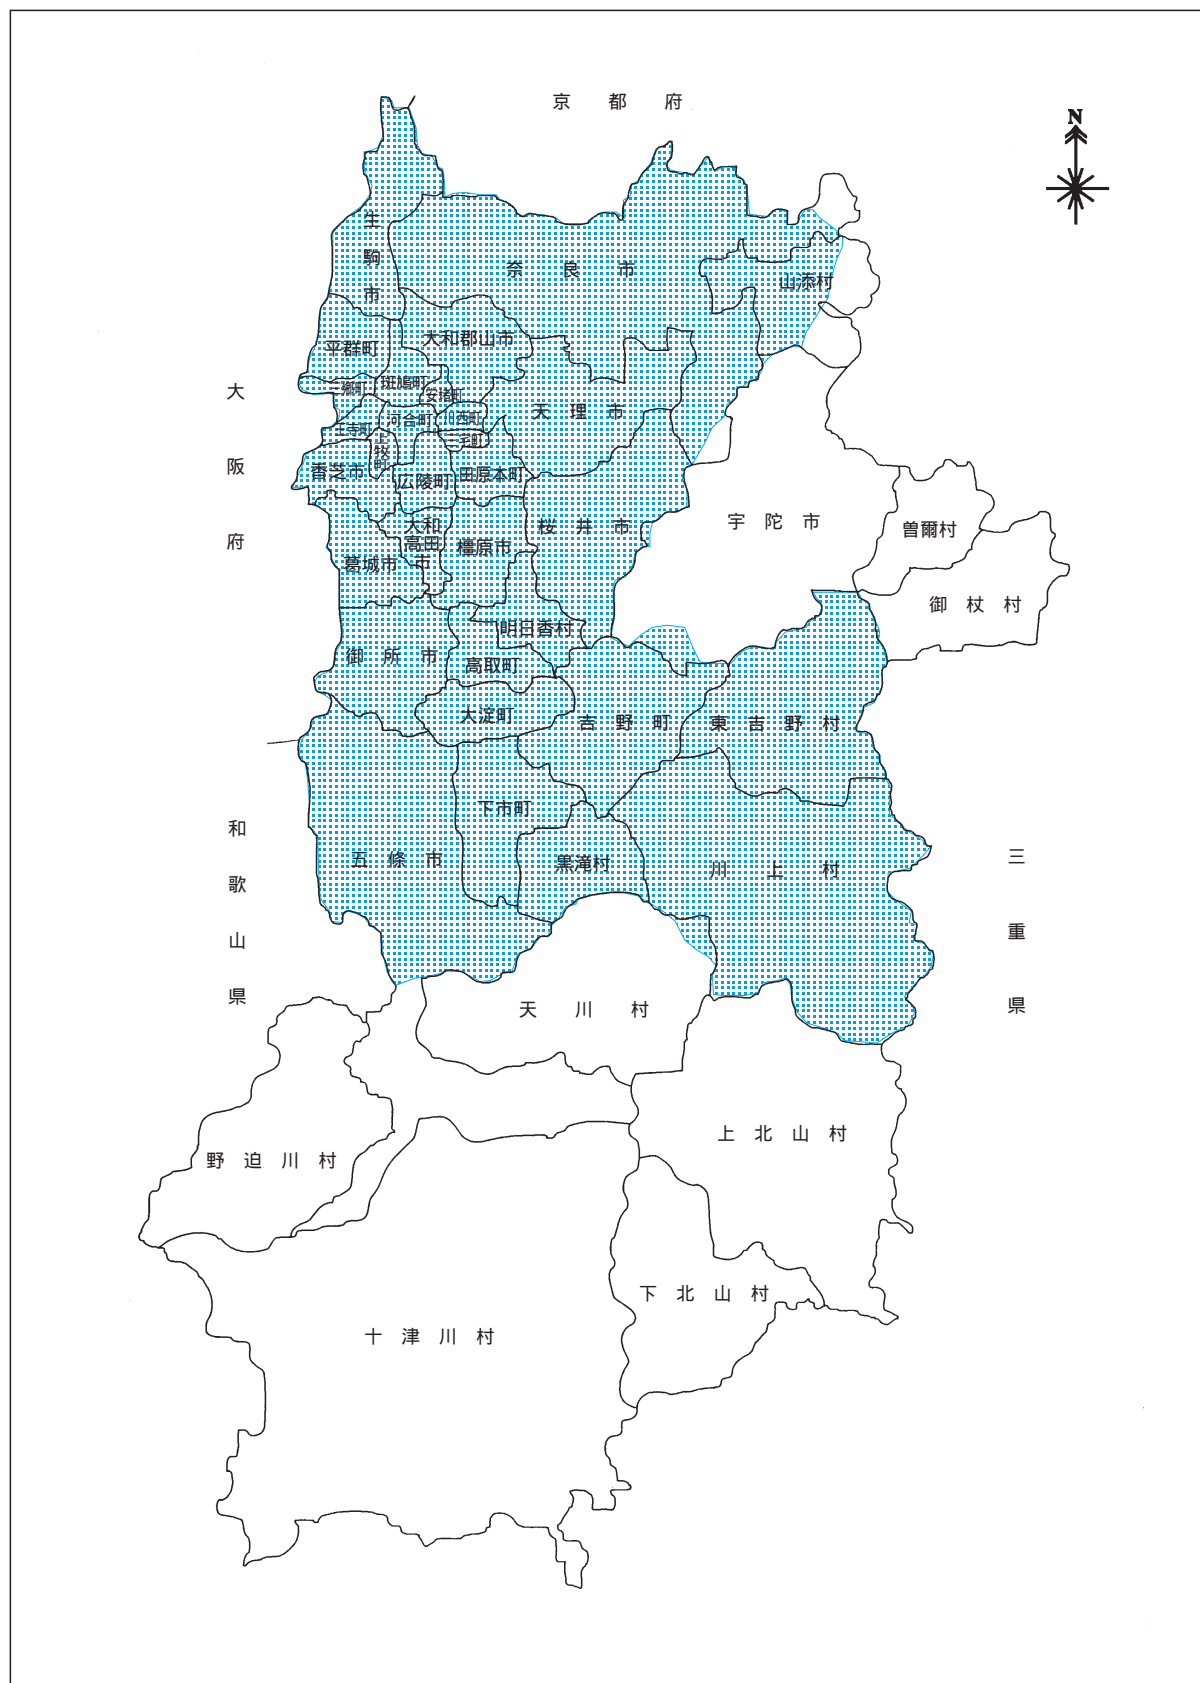 京都府
N
生駒市
奈良市
山添村
大和郡山市
平群町
大阪府
三郷町
斑鳩町
安堵町
天理市
河合町
川西町
王寺町
上牧町
三宅町
香芝市
広陵町
田原本町
宇陀市
曽爾村
大和高田市
橿原市
桜井市
葛城市
御杖村
明日香村
御所市
高取町
大淀町
吉野町
東吉野村
下市町
和歌山県
五條市
黒滝村
川上村
三重県
天川村
上北山村
野迫川村
下北山村
十津川村